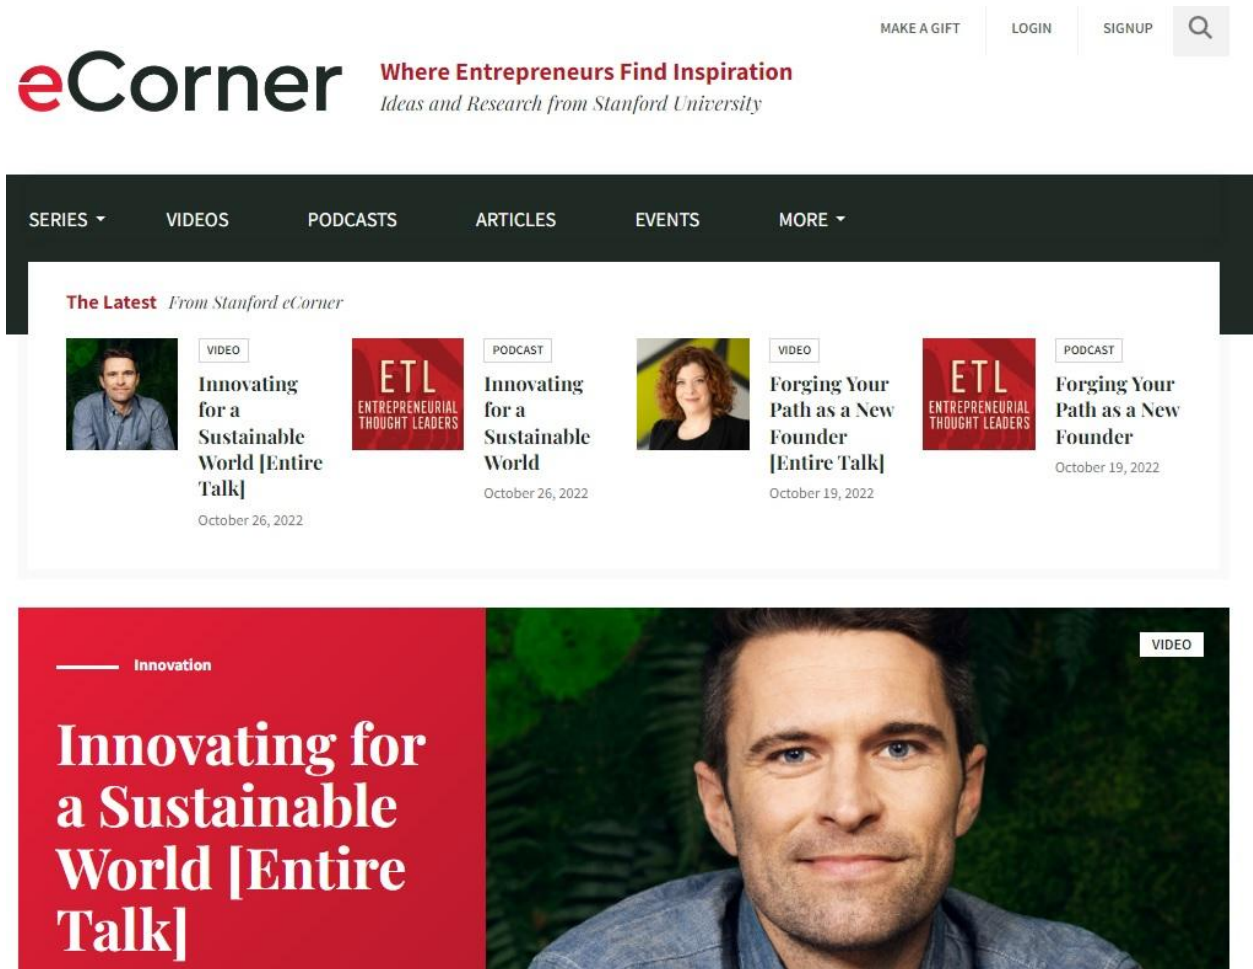 MAKE A GIFT
LOGIN
SIGNUP
eCorner
Where Entrepreneurs Find Inspiration
Ideas and Research from Stanford University
SERIES
VIDEOS
PODCASTS
ARTICLES
EVENTS
MORE
The Latest From Stanford eCorner
VIDEO
Innovating
for a
Sustainable
World [Entire
Talk]
October 26, 2022
ETL
ENTREPRENEURIAL
THOUGHT LEADERS
PODCAST
Innovating
for a
Sustainable
World
October 26, 2022
VIDEO
Forging Your
Path as a New
Founder
[Entire Talk]
October 19, 2022
ETL
ENTREPRENEURIAL
THOUGHT LEADERS
PODCAST
Forging Your
Path as a New
Founder
October 19, 2022
Innovation
Innovating for
a Sustainable
World [Entire
Talk]
VIDEO